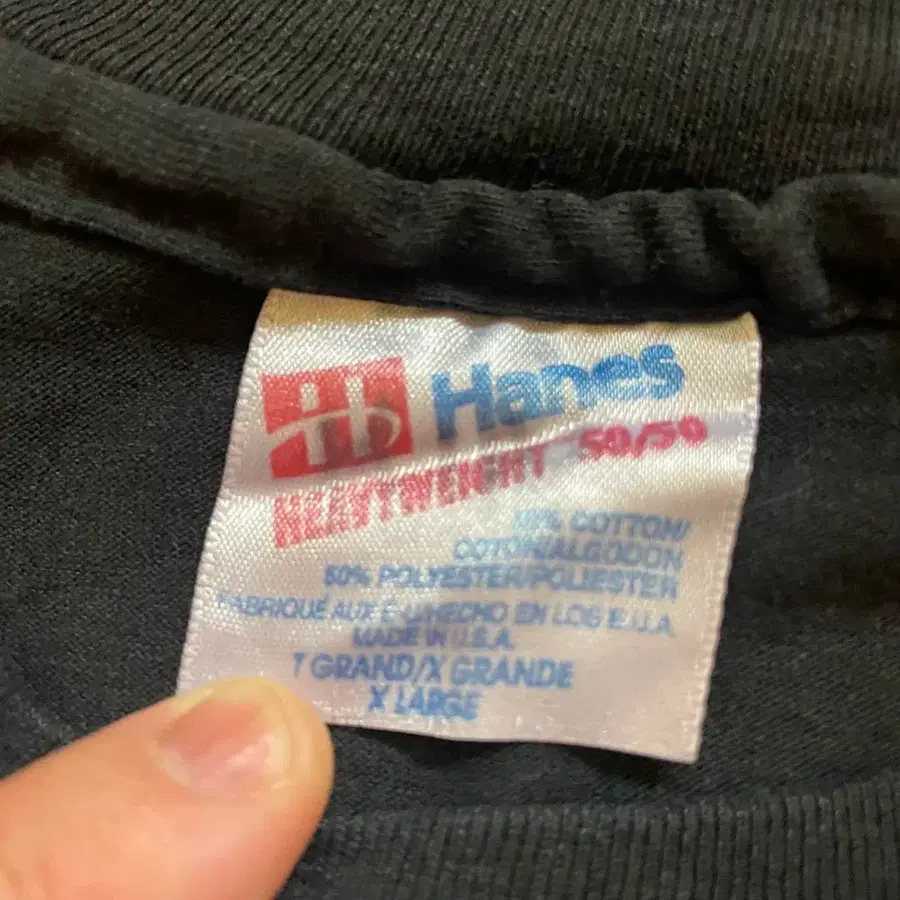 Hanes
HEAVYWEIGHT 50/50
% COTTON/
COTON/ALGODON
50% POLYESTER/POLIESTER
FABRIQUÉ AUX É-U/HECHO EN LOS E.U.A.
MADE IN U.S.A.
T GRAND/X GRANDE
X LARGE